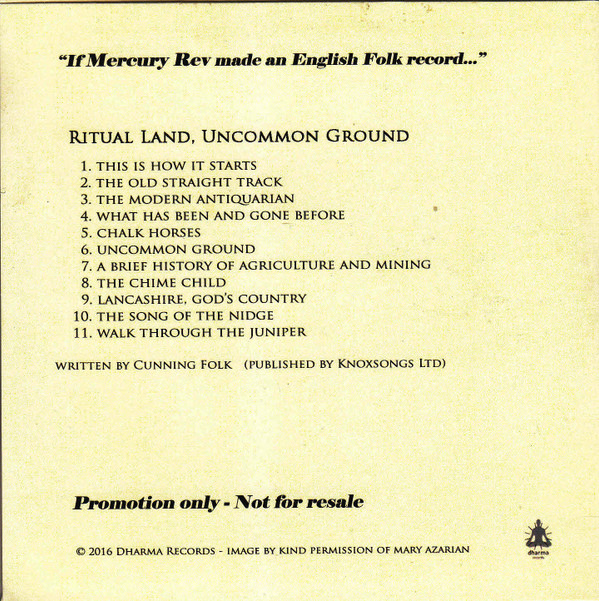 “If Mercury Rev made an English Folk record...”
Ritual Land, Uncommon Ground
1. THIS IS HOW IT STARTS
2. THE OLD STRAIGHT TRACK
3. THE MODERN ANTIQUARIAN
4. WHAT HAS BEEN AND GONE BEFORE
5. CHALK HORSES
6. UNCOMMON GROUND
7. A BRIEF HISTORY OF AGRICULTURE AND MINING
8. THE CHIME CHILD
9. LANCASHIRE, GOD'S COUNTRY
10. THE SONG OF THE NIDGE
11. WALK THROUGH THE JUNIPER
WRITTEN BY CUNNING FOLK (PUBLISHED BY KNOXSONGS LTD)
Promotion only - Not for resale
© 2016 DHARMA RECORDS - IMAGE BY KIND PERMISSION OF MARY AZARIAN
dharma
records